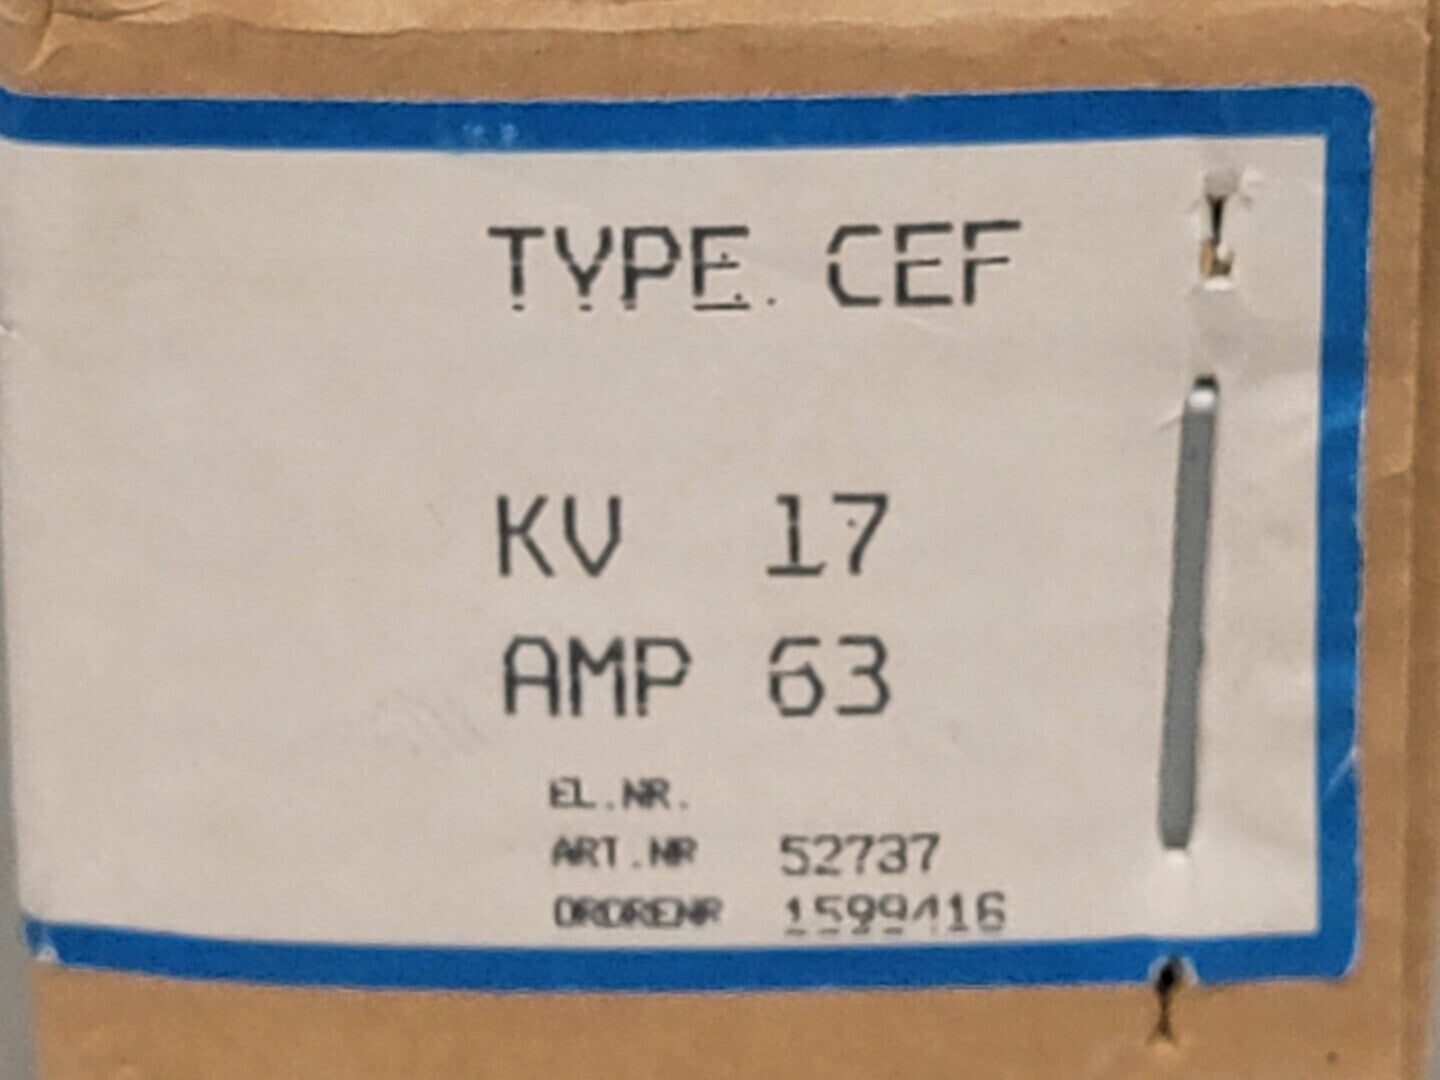 TYPE CEF
KV 17
AMP 63
EL.NR.
ART.NR 52737
ORDRENR 1599416